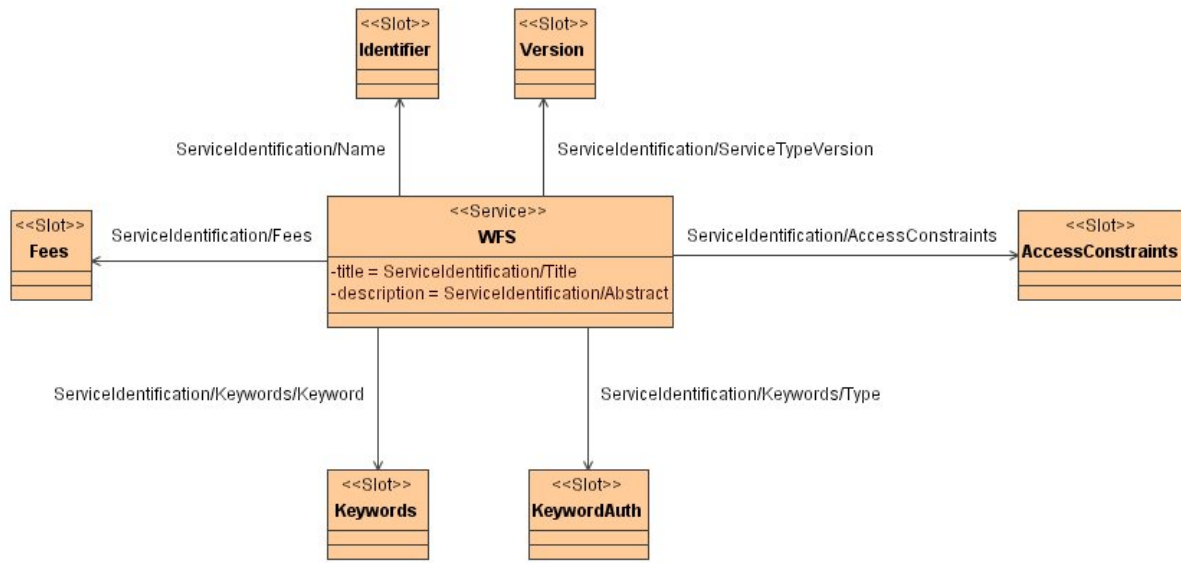 <<Slot>>
Identifier
<<Slot>>
Version
ServiceIdentification/Name
ServiceIdentification/ServiceTypeVersion
<<Slot>>
Fees
ServiceIdentification/Fees
<<Service>>
WFS
-title = ServiceIdentification/Title
-description = ServiceIdentification/Abstract
ServiceIdentification/AccessConstraints
<<Slot>>
AccessConstraints
ServiceIdentification/Keywords/Keyword
ServiceIdentification/Keywords/Type
<<Slot>>
Keywords
<<Slot>>
KeywordAuth